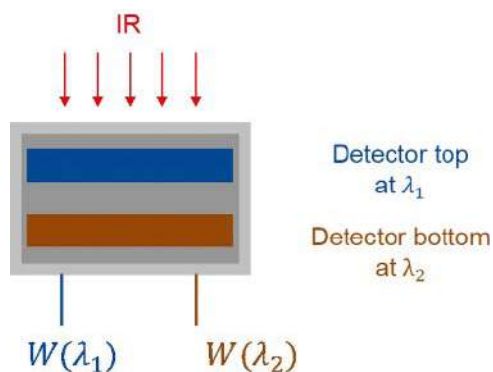 IR
Detector top
at λ₁
Detector bottom
at λ₂
W(λ₁)
W(λ₂)